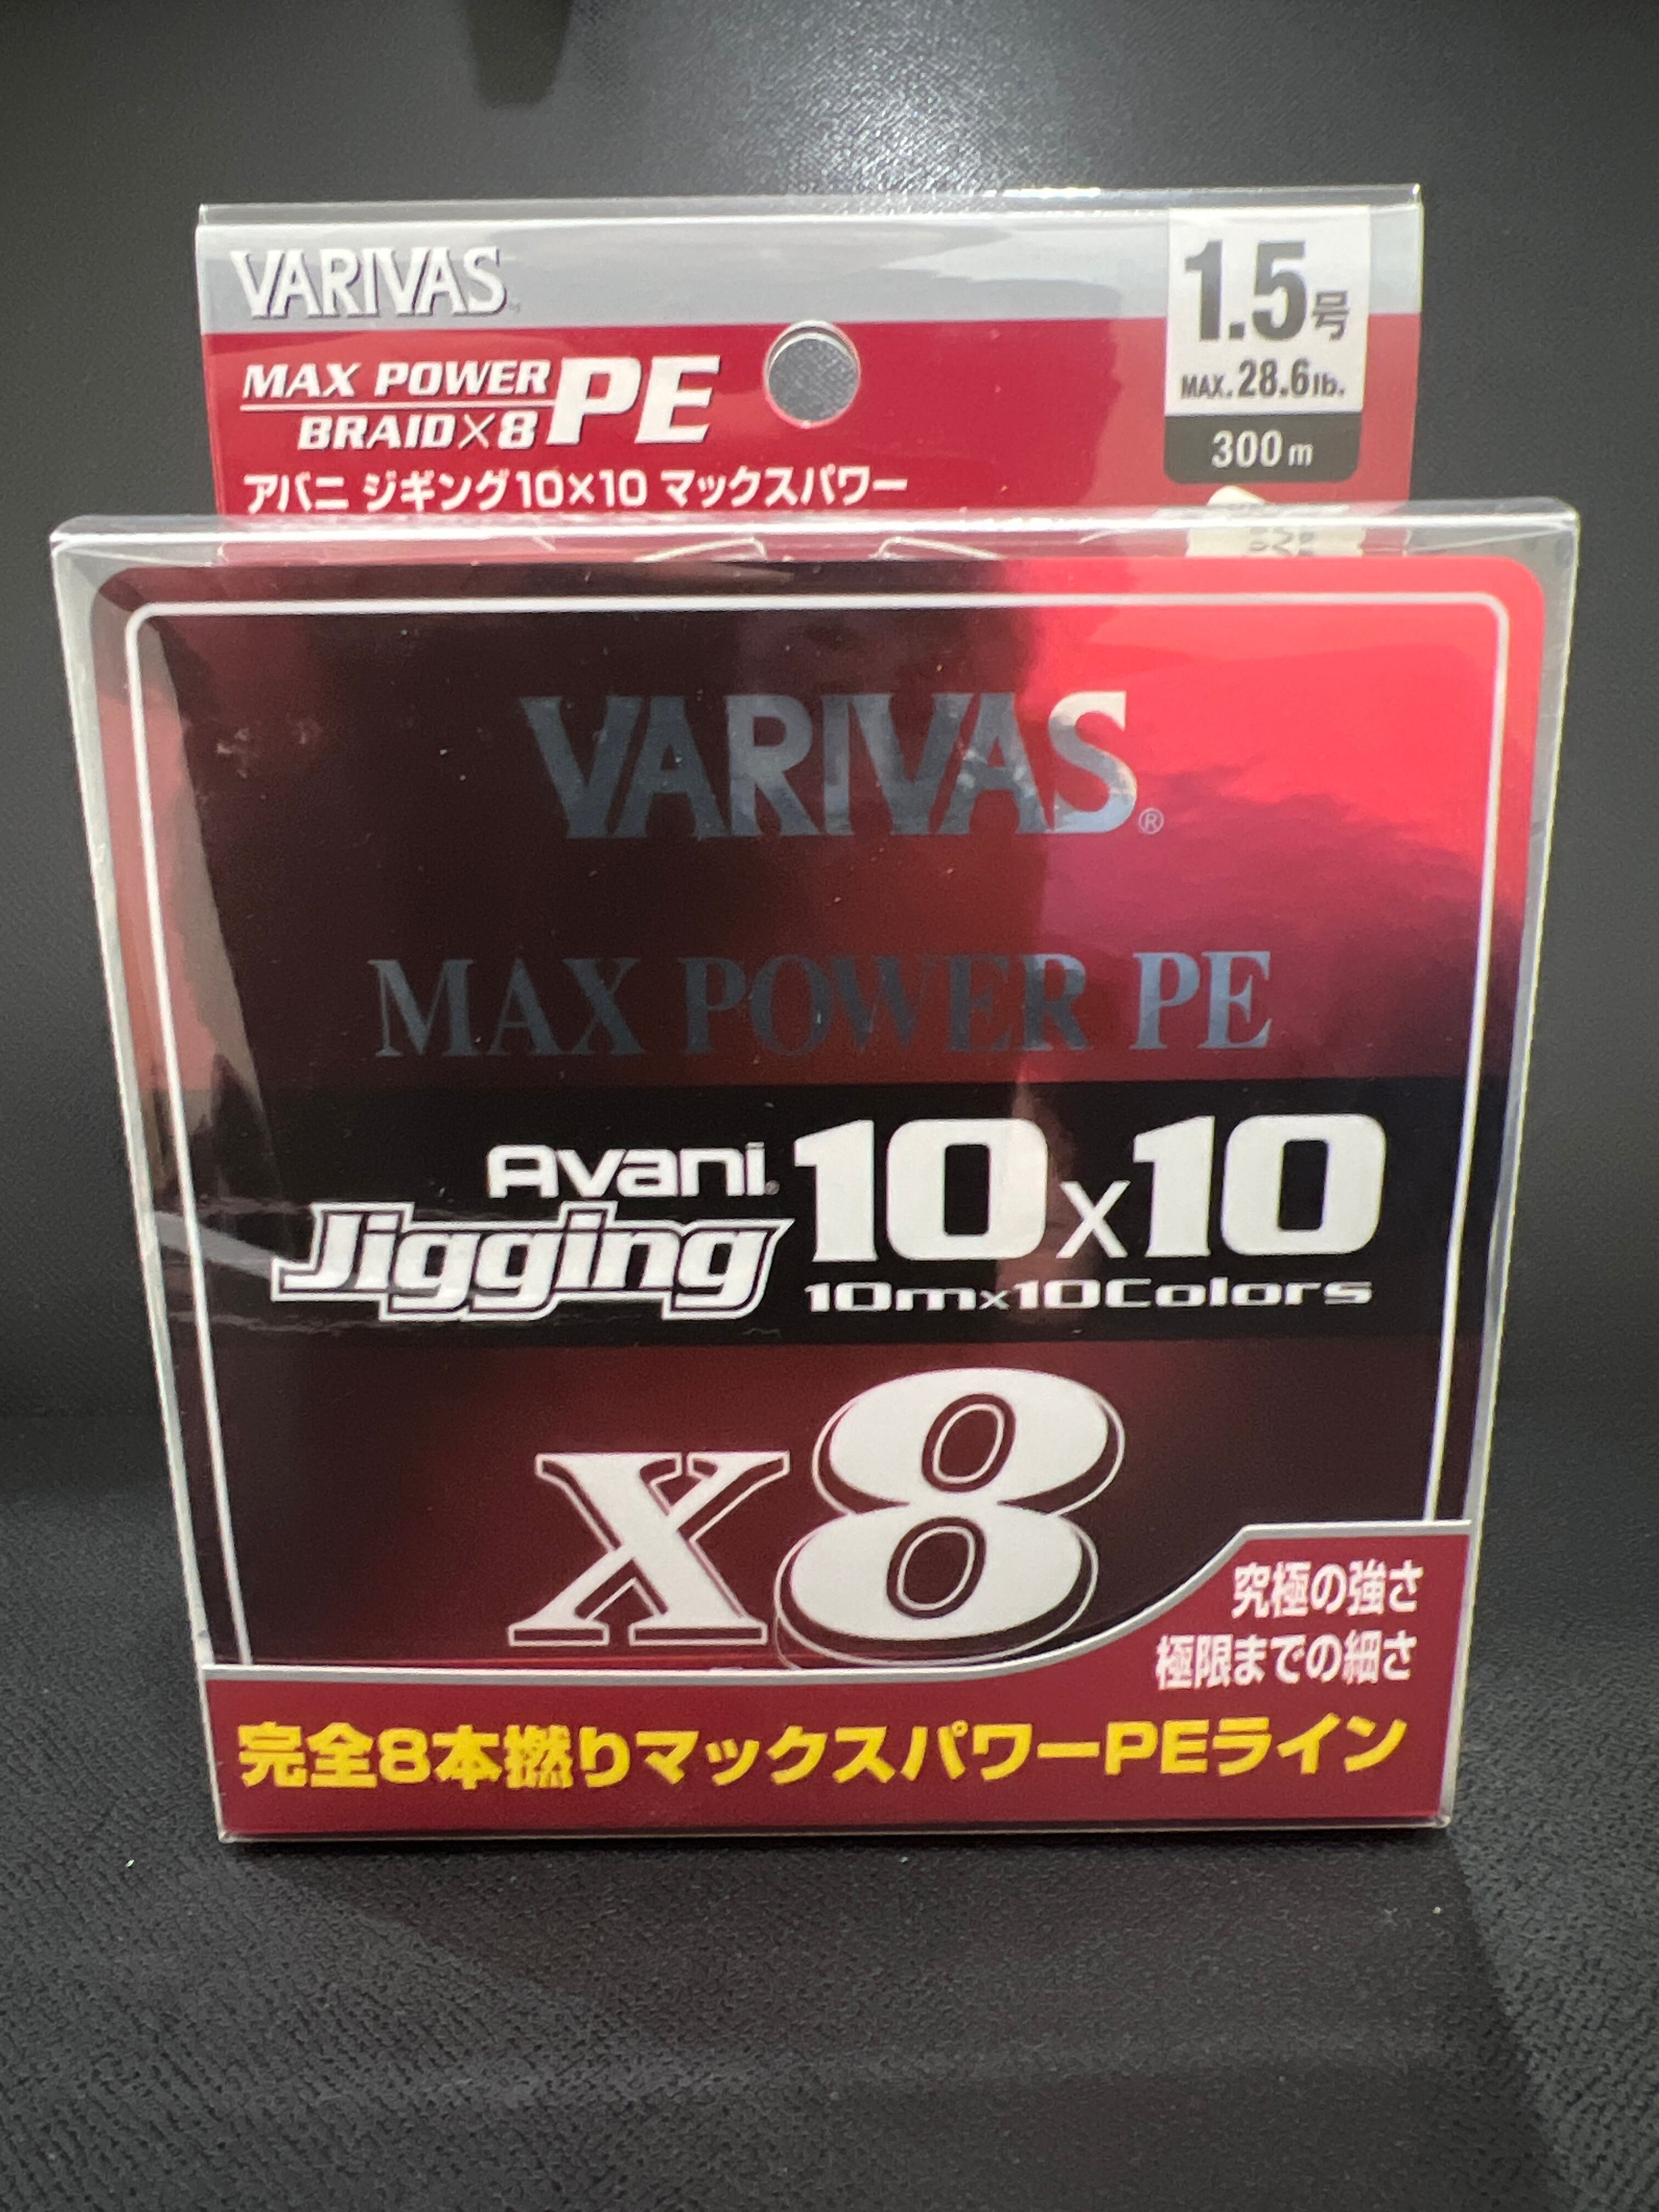 VARIVAS
1.5号
MAX.28.6lb.
300m
MAX POWER
BRAID×8
PE
アバニ ジギング10×10 マックスパワー
VARIVAS®
MAX POWER PE
Avani
Jigging
10x10
10mx10Colors
x8
究極の強さ
極限までの細さ
完全8本撚りマックスパワーPEライン